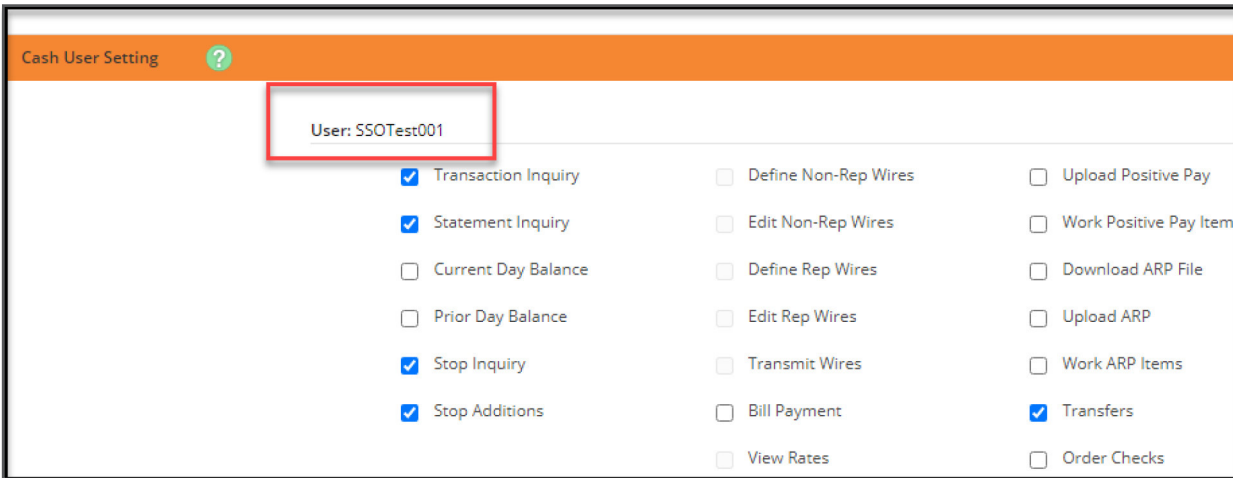 Cash User Setting ?
User: SSOTest001
Transaction Inquiry Define Non-Rep Wires Upload Positive Pay
Statement Inquiry Edit Non-Rep Wires Work Positive Pay Item
Current Day Balance Define Rep Wires Download ARP File
Prior Day Balance Edit Rep Wires Upload ARP
Stop Inquiry Transmit Wires Work ARP Items
Stop Additions Bill Payment Transfers
View Rates Order Checks